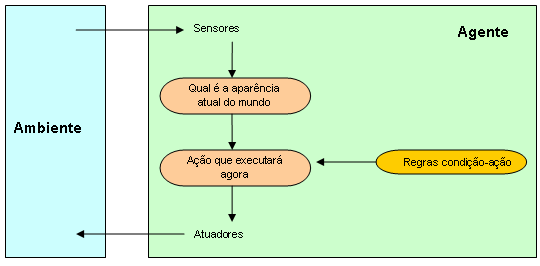 Sensores
Agente
Qual é a aparência
atual do mundo
Ambiente
Ação que executará
agora
Regras condição-ação
Atuadores